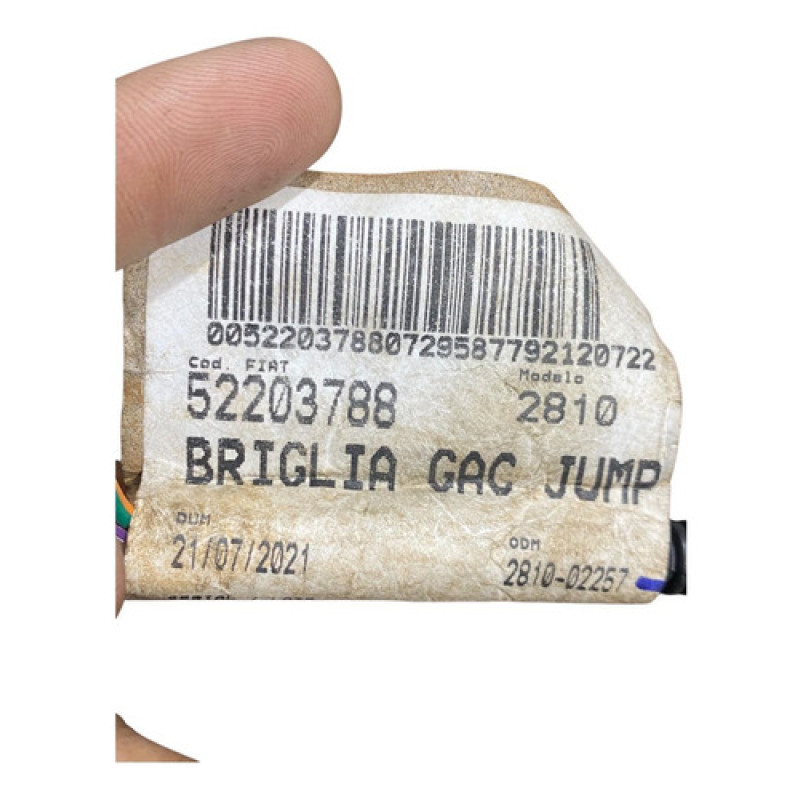 00522037880729587792120722
Cod. FIAT
Modelo
52203788
2810
BRIGLIA GAC JUMP
DUM
ODM
21/07/2021
2810-02257